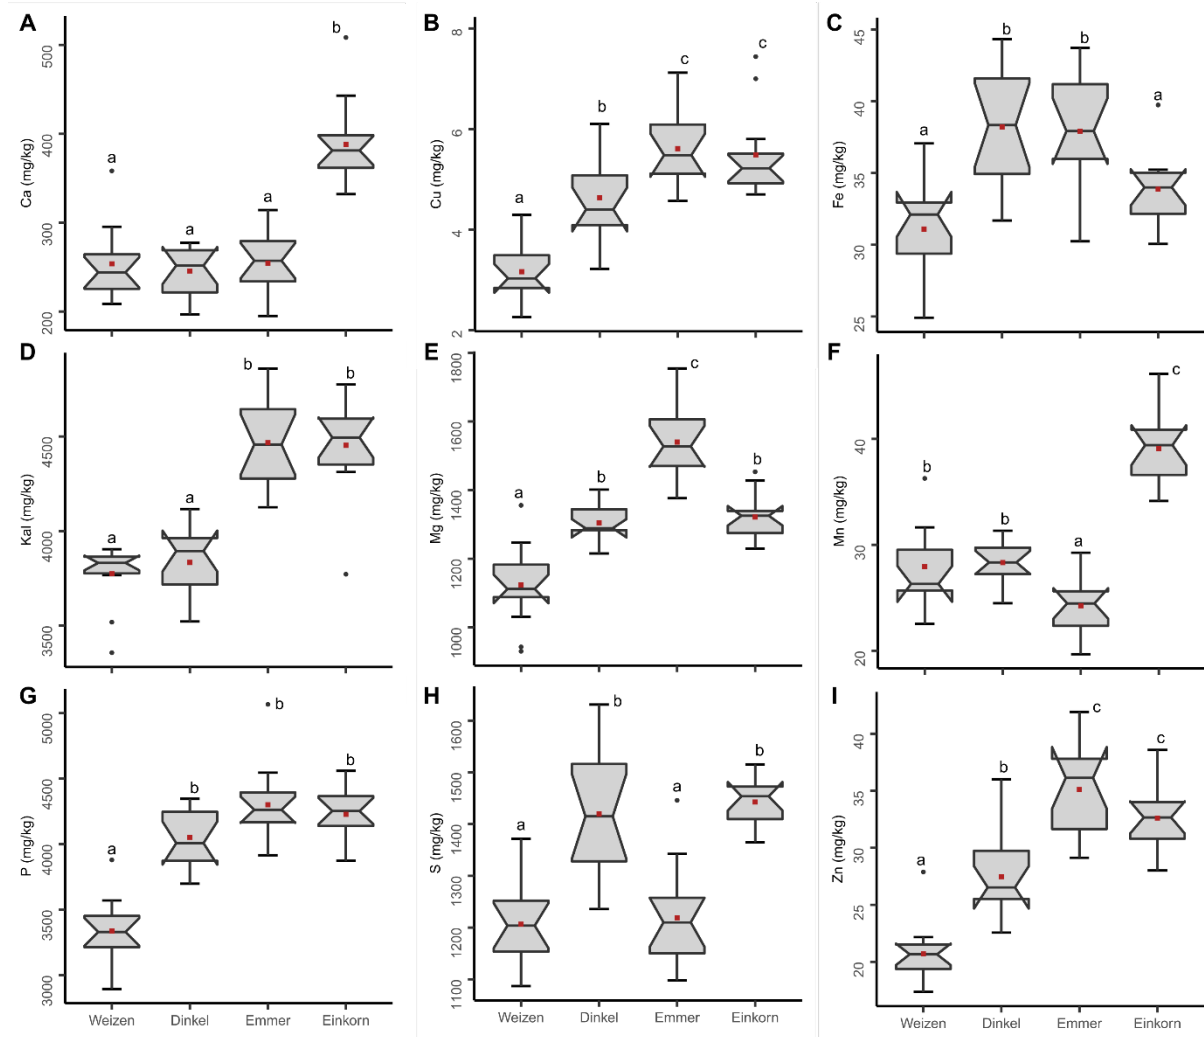 A
Ca (mg/kg)
500
400
300
200
a
a
a
b
B
Cu (mg/kg)
8
6
4
2
a
b
c
c
C
Fe (mg/kg)
45
40
35
30
25
a
b
b
a
D
Kal (mg/kg)
4500
4000
3500
a
a
b
b
E
Mg (mg/kg)
1800
1600
1400
1200
1000
a
b
c
b
F
Mn (mg/kg)
40
30
20
b
b
a
c
G
P (mg/kg)
5000
4500
4000
3500
3000
a
b
b
b
Weizen Dinkel Emmer Einkorn
H
S (mg/kg)
1600
1500
1400
1300
1200
1100
a
b
a
b
Weizen Dinkel Emmer Einkorn
I
Zn (mg/kg)
40
35
30
25
20
a
b
c
c
Weizen Dinkel Emmer Einkorn